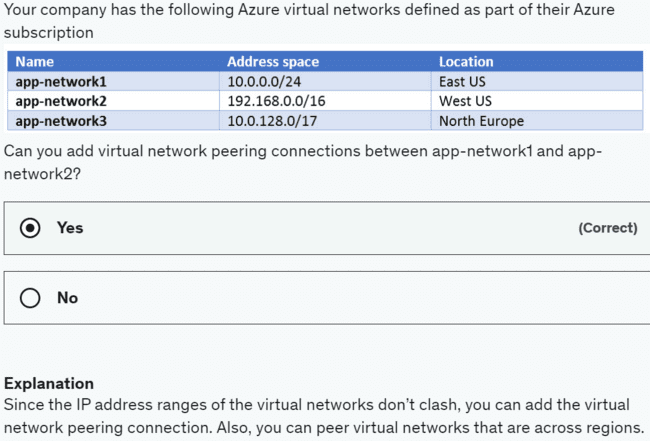 Your company has the following Azure virtual networks defined as part of their Azure
subscription
Name Address space Location
app-network1 10.0.0.0/24 East US
app-network2 192.168.0.0/16 West US
app-network3 10.0.128.0/17 North Europe
Can you add virtual network peering connections between app-network1 and app-
network2?
Yes (Correct)
No
Explanation
Since the IP address ranges of the virtual networks don’t clash, you can add the virtual
network peering connection. Also, you can peer virtual networks that are across regions.